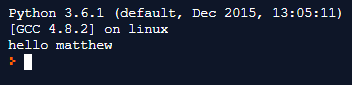 Python 3.6.1 (default, Dec 2015, 13:05:11)
[GCC 4.8.2] on linux
hello matthew
>